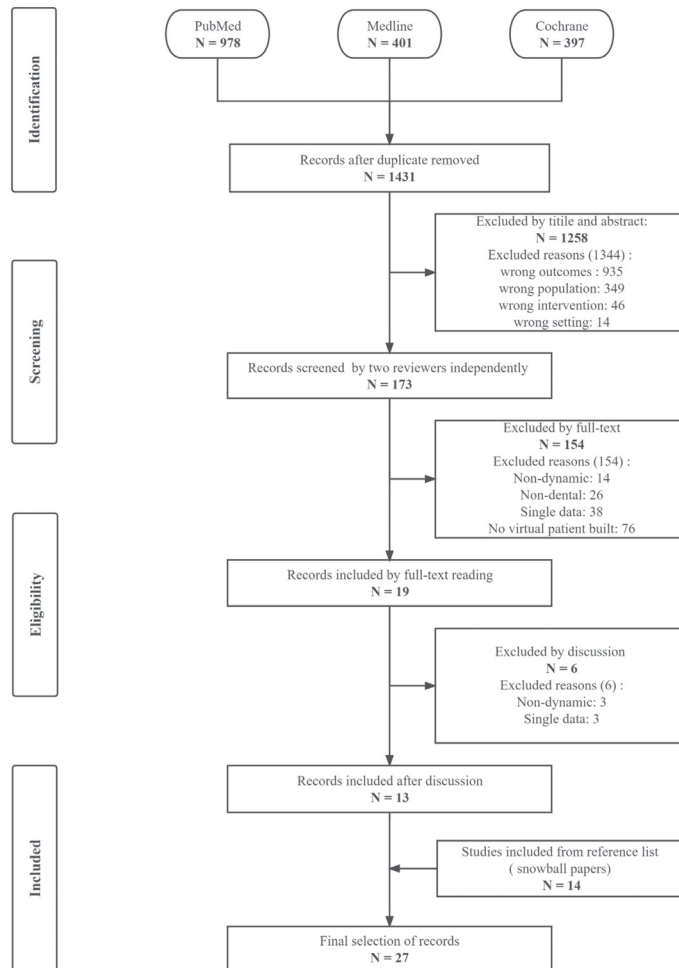 PubMed
N = 978
Medline
N = 401
Cochrane
N = 397
Identification
Records after duplicate removed
N = 1431
Excluded by titile and abstract:
N = 1258
Excluded reasons (1344) :
wrong outcomes : 935
wrong population: 349
wrong intervention: 46
wrong setting: 14
Screening
Records screened by two reviewers independently
N = 173
Excluded by full-text
N = 154
Excluded reasons (154) :
Non-dynamic: 14
Non-dental: 26
Single data: 38
No virtual patient built: 76
Eligibility
Records included by full-text reading
N = 19
Excluded by discussion
N = 6
Excluded reasons (6) :
Non-dynamic: 3
Single data: 3
Included
Records included after discussion
N = 13
Studies included from reference list
( snowball papers)
N = 14
Final selection of records
N = 27